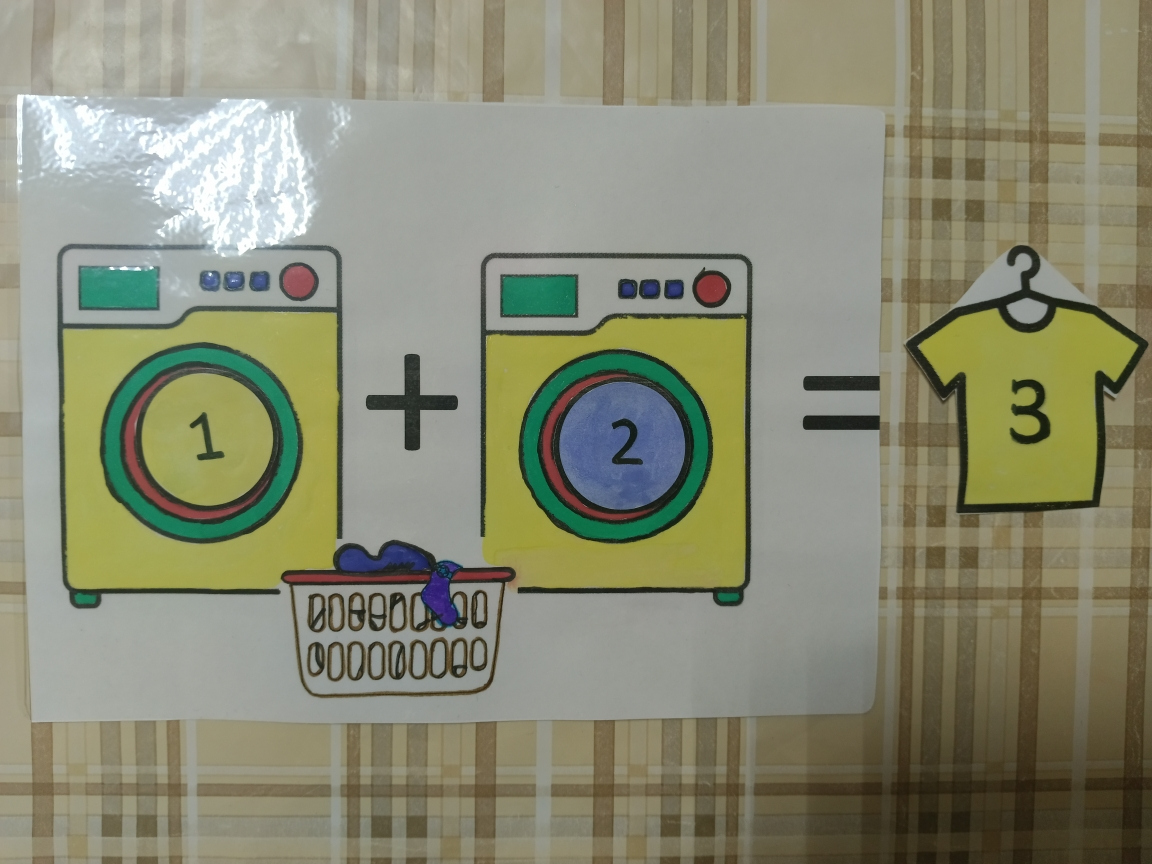 1 + 2 = 3